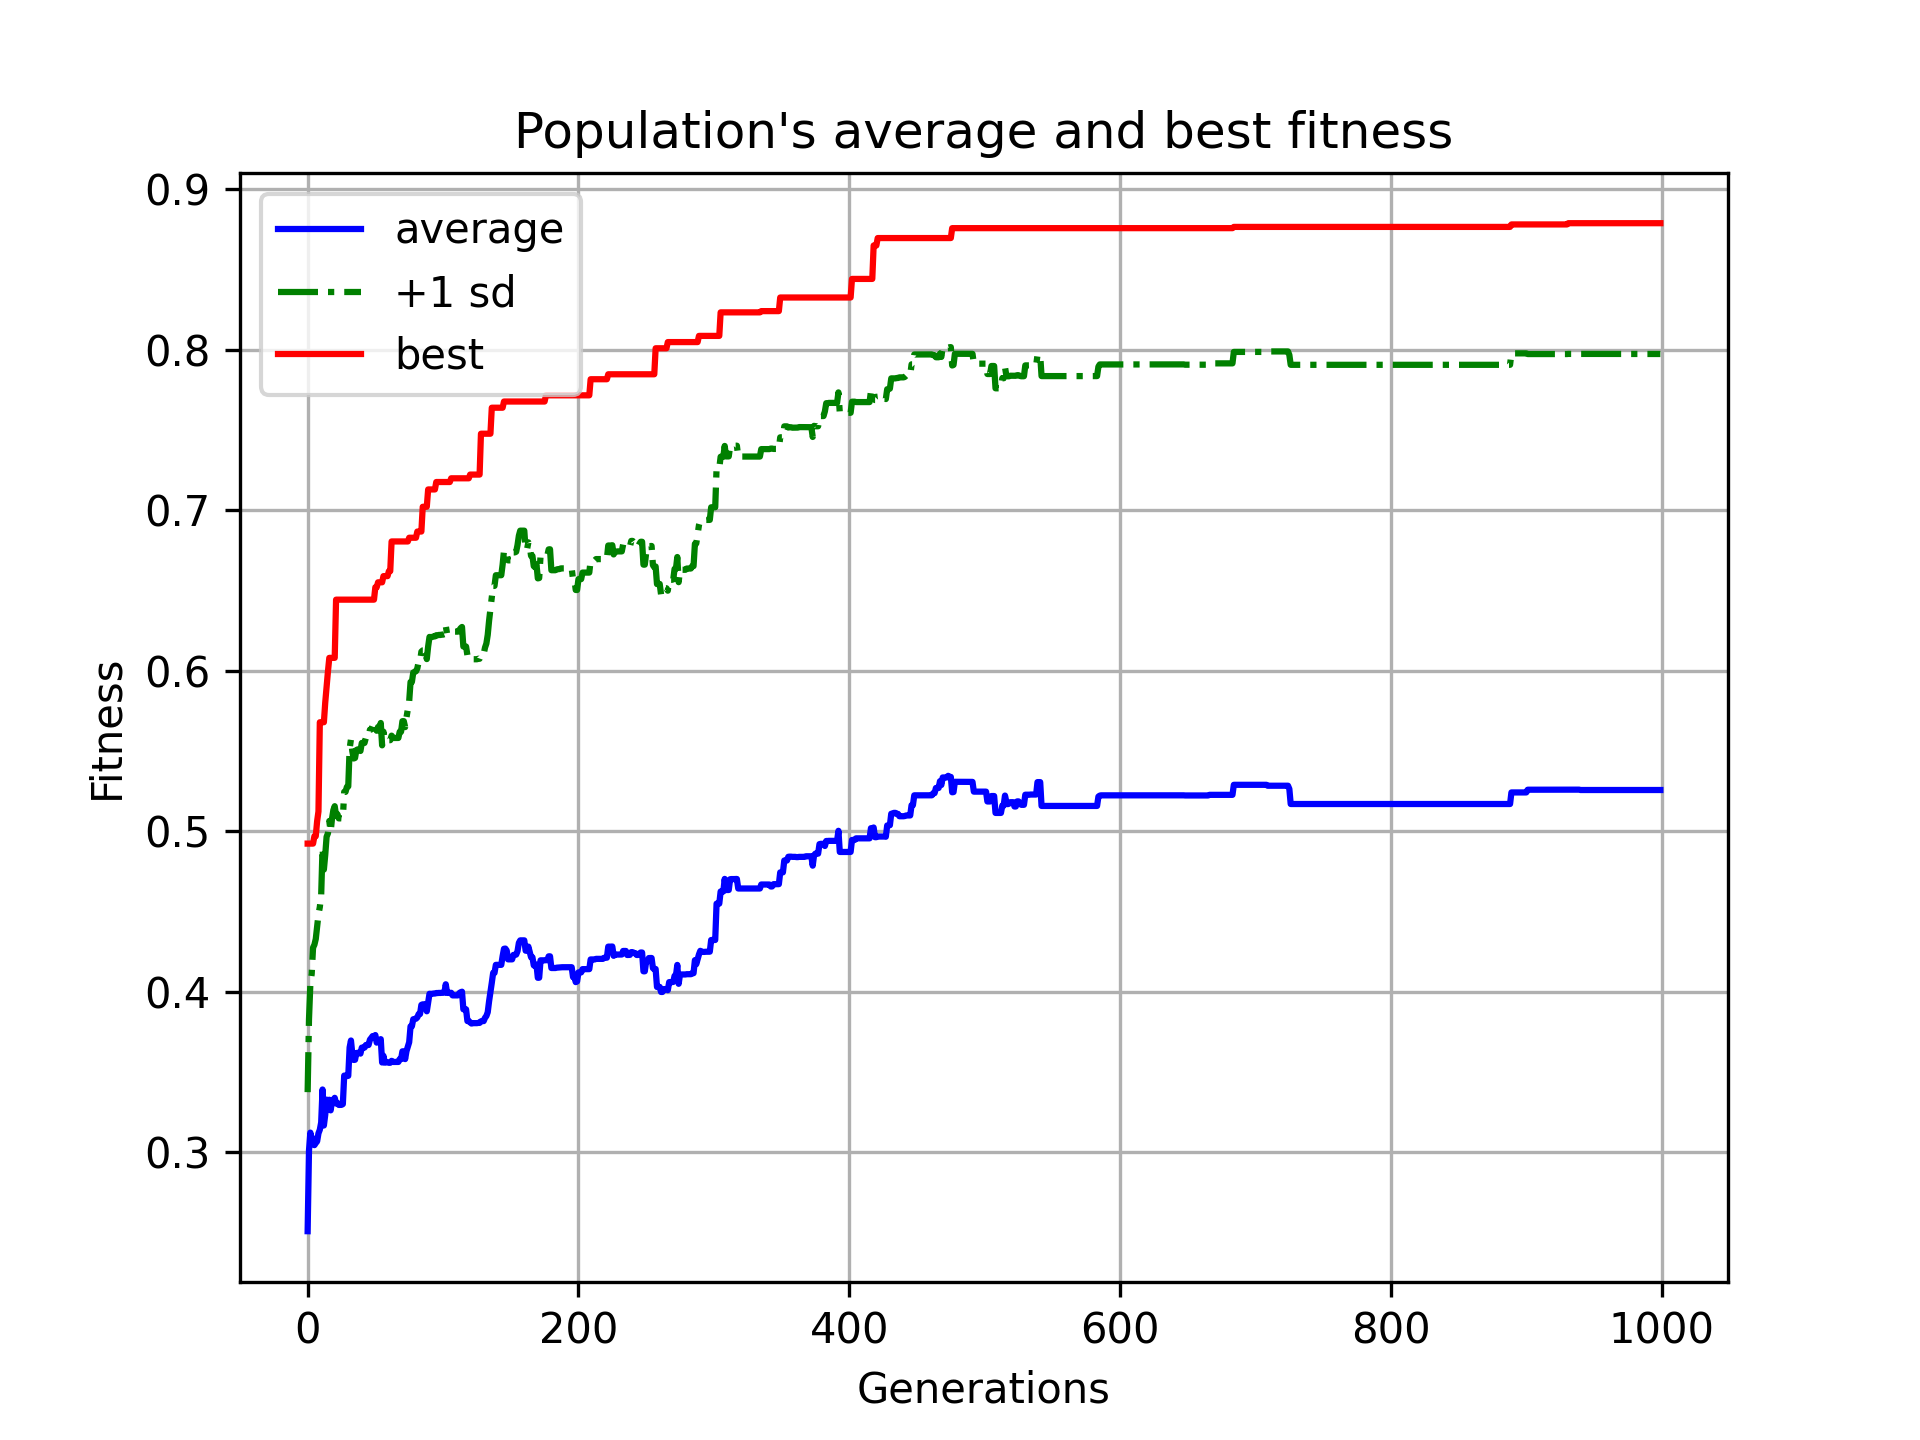 Population's average and best fitness
average
+1 sd
best
0.9
0.8
0.7
0.6
0.5
0.4
0.3
Fitness
0 200 400 600 800 1000
Generations